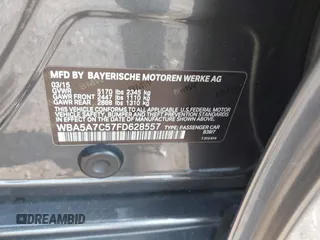 MFD BY BAYERISCHE MOTOREN WERKE AG
03/15
GVWR 5170 lbs 2345 kg
GAWR FRONT 2447 lbs 1110 kg
GAWR REAR 2888 lbs 1310 kg
THIS VEHICLE CONFORMS TO ALL APPLICABLE U.S. FEDERAL MOTOR
VEHICLE SAFETY, BUMPER, AND THEFT PREVENTION STANDARDS IN
EFFECT ON THE DATE OF MANUFACTURE SHOWN ABOVE.
WBA5A7C57FD628557 TYPE: PASSENGER CAR
AUTOBIDMASTER